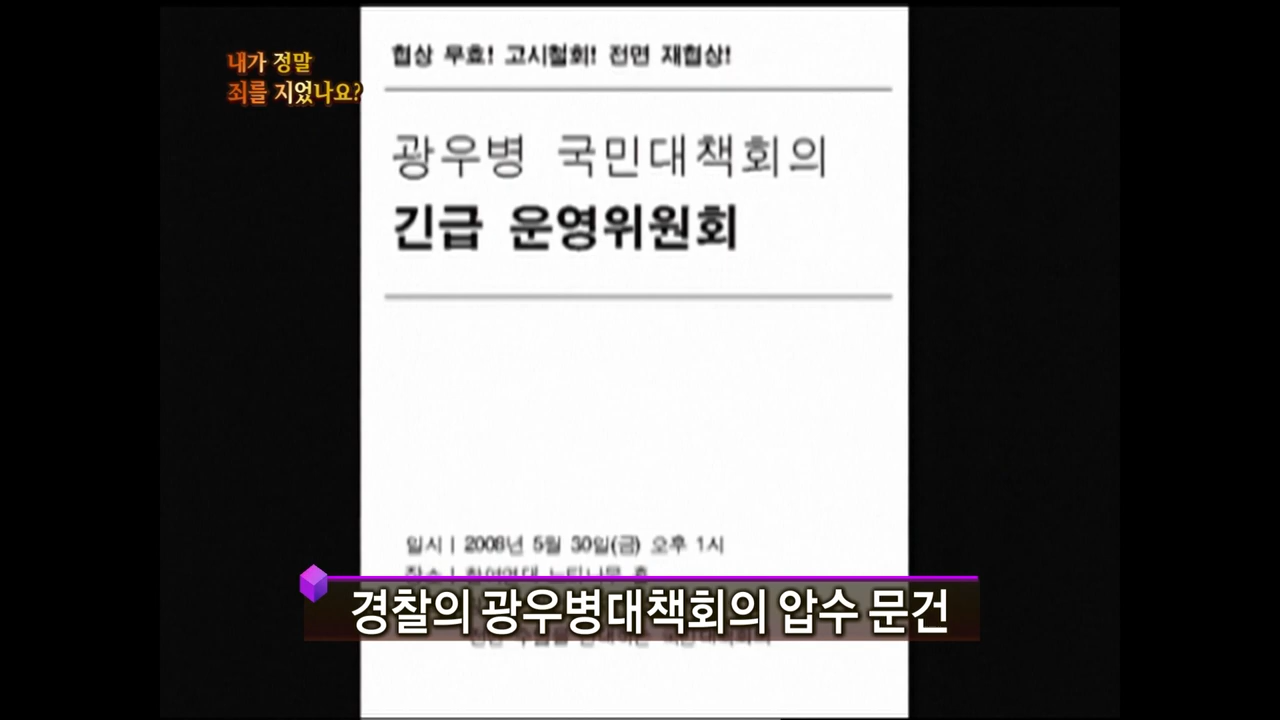 내가 정말
죄를 지었나요?
협상 무효! 고시철회! 전면 재협상!
광우병 국민대책회의
긴급 운영위원회
일시 | 2008년 5월 30일(금) 오후 1시
경찰의 광우병대책회의 압수 문건